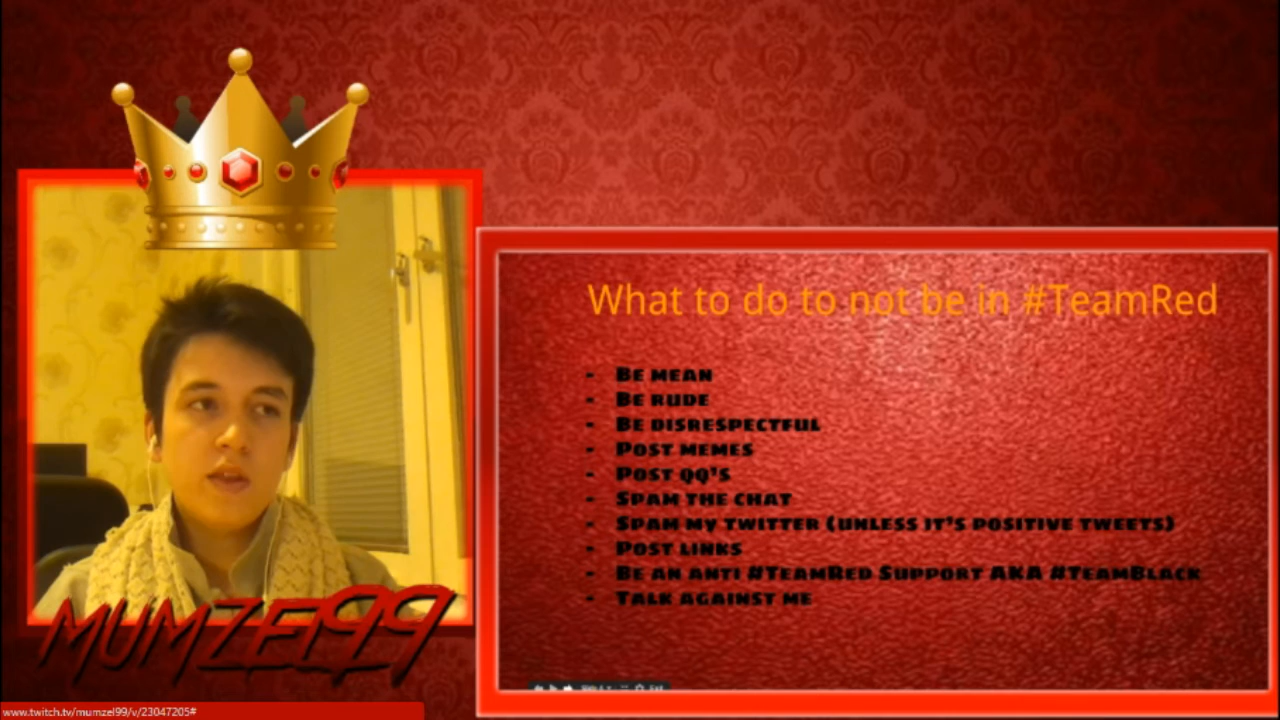 What to do to not be in #TeamRed
- Be mean
- Be rude
- Be disrespectful
- Post memes
- Post QQ's
- Spam the chat
- Spam my twitter (unless it's positive tweets)
- Post links
- Be an anti #TeamRed Support AKA #TeamBlack
- Talk against me
MUMZEL99
www.twitch.tv/mumzel99/v/23047205#